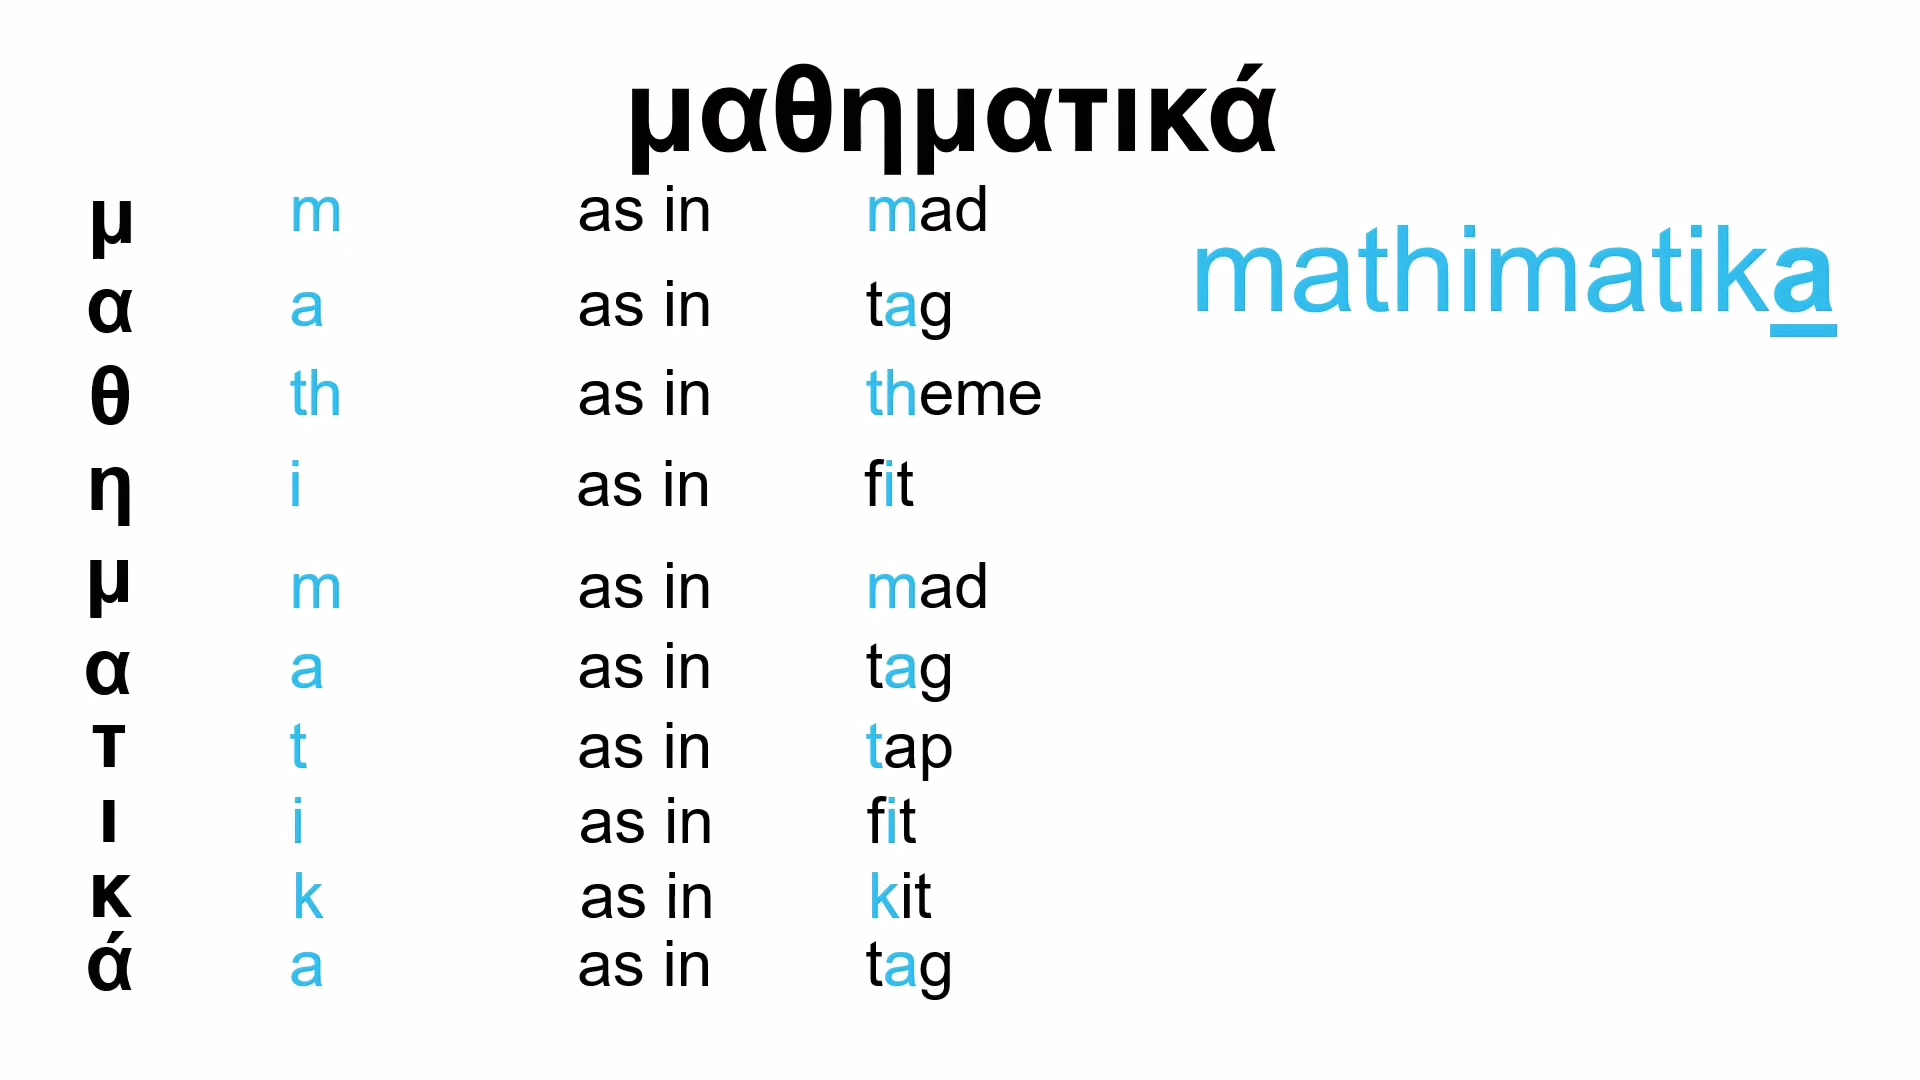 μαθηματικά
μ m as in mad
mathimatika
α a as in tag
θ th as in theme
η i as in fit
μ m as in mad
α a as in tag
τ t as in tap
ι i as in fit
κ k as in kit
ά a as in tag